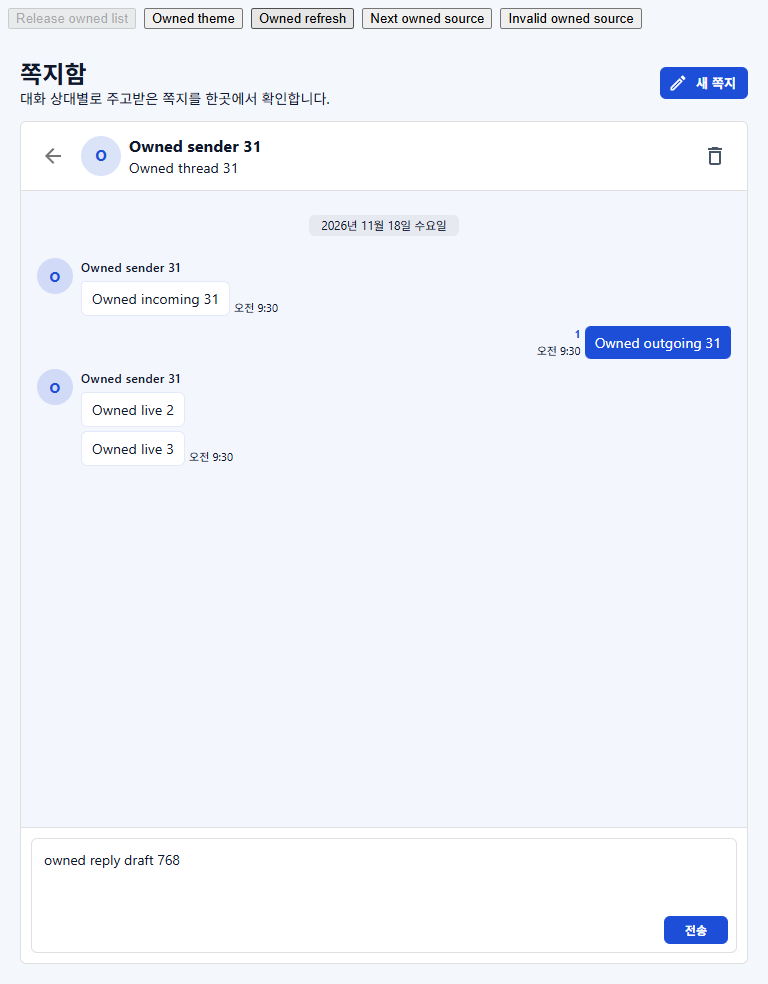 Release owned list Owned theme Owned refresh Next owned source Invalid owned source
쪽지함
대화 상대별로 주고받은 쪽지를 한곳에서 확인합니다.
새 쪽지
O
Owned sender 31
Owned thread 31
2026년 11월 18일 수요일
O
Owned sender 31
Owned incoming 31 오전 9:30
1
오전 9:30 Owned outgoing 31
O
Owned sender 31
Owned live 2
Owned live 3 오전 9:30
owned reply draft 768
전송